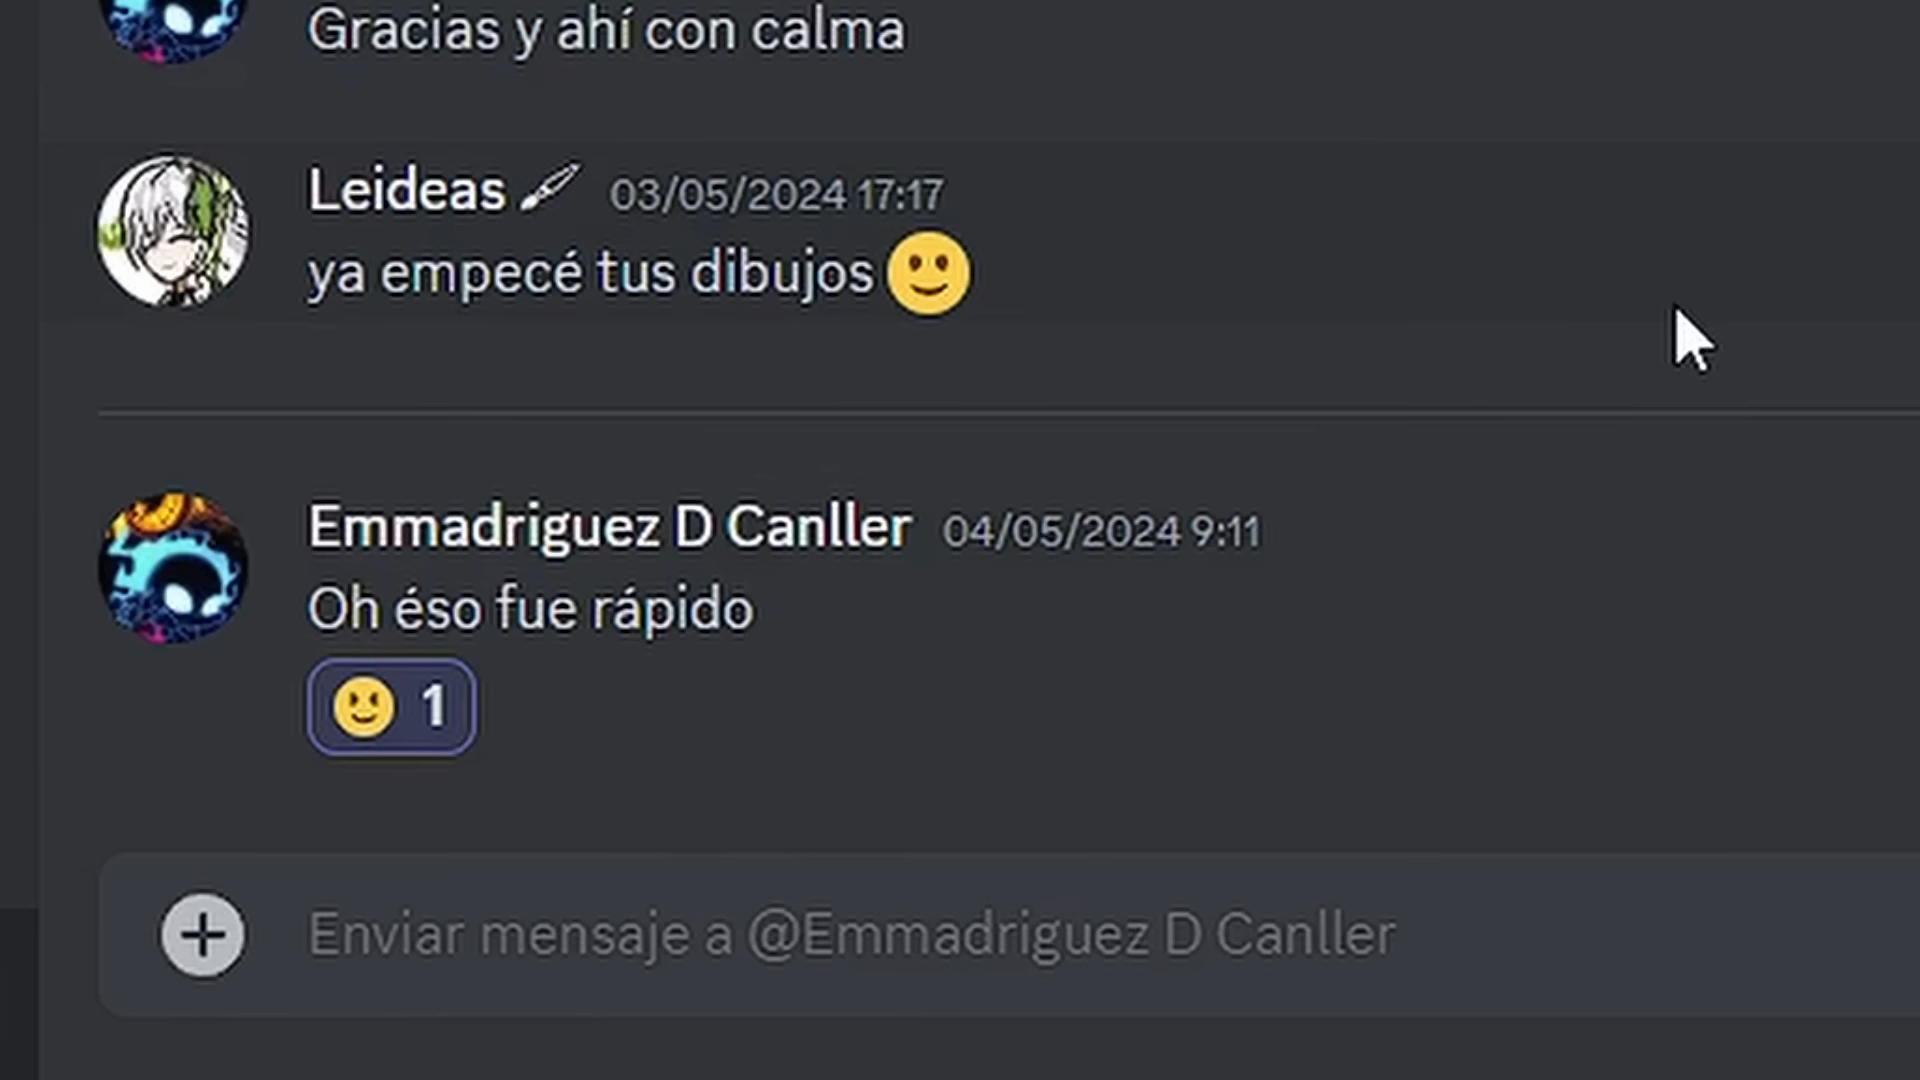 Gracias y ahí con calma
Leideas 🖌 03/05/2024 17:17
ya empecé tus dibujos 🙂
Emmadriguez D Canller 04/05/2024 9:11
Oh éso fue rápido
🙂 1
Enviar mensaje a @Emmadriguez D Canller